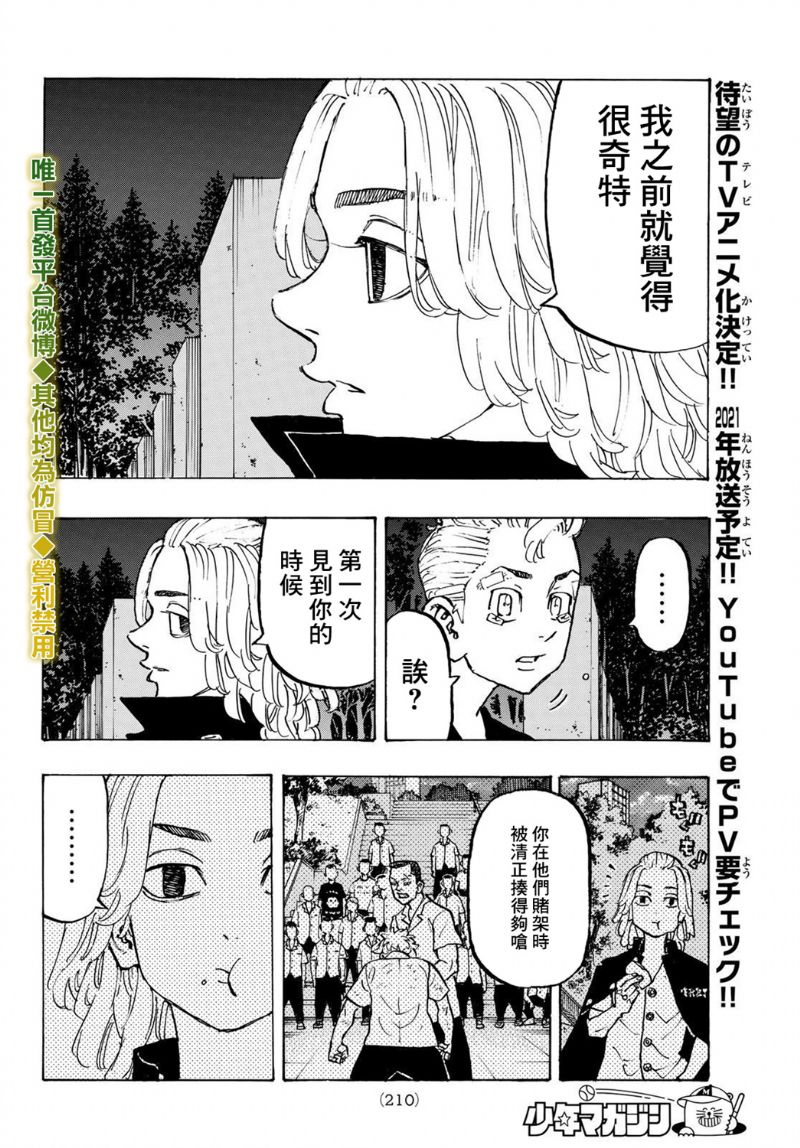 我之前就覺得
很奇特
……
誒?
第一次
見到你的
時候
もぐもぐ
你在他們賭架時
被清正揍得夠嗆
………
待望のTVアニメ化決定!! 2021年放送予定!! YouTubeでPV要チェック!!
たいぼう テレビ かけってい ねんほうそうよてい よう
唯一首發平台微博◆其他均為仿冒◆營利禁用
(210)
少年マガジン